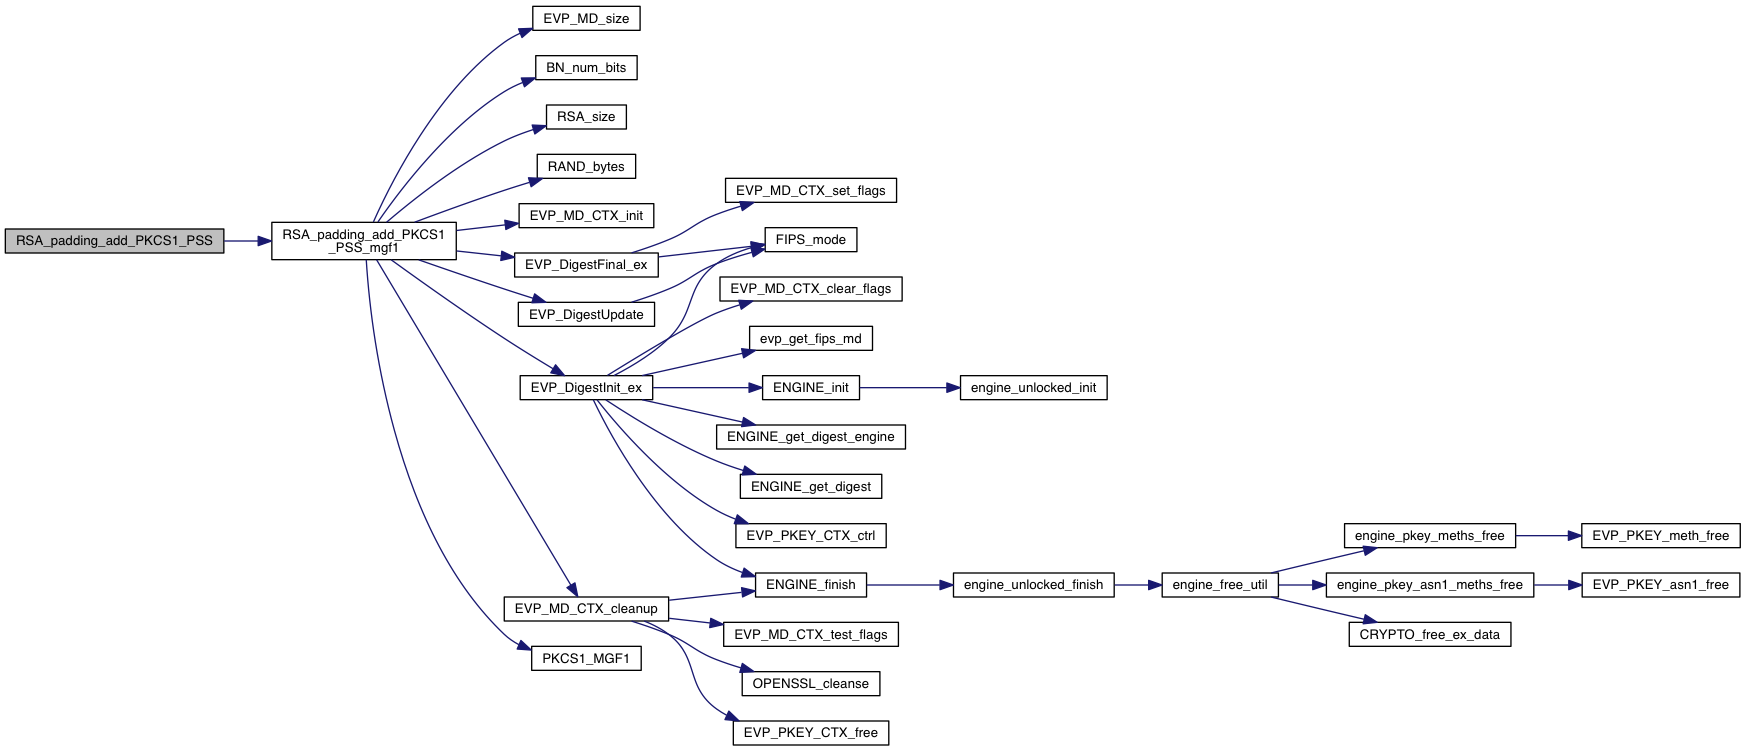 RSA_padding_add_PKCS1_PSS
RSA_padding_add_PKCS1
_PSS_mgf1
EVP_MD_size
BN_num_bits
RSA_size
RAND_bytes
EVP_MD_CTX_init
EVP_DigestFinal_ex
EVP_DigestUpdate
EVP_DigestInit_ex
EVP_MD_CTX_cleanup
PKCS1_MGF1
EVP_MD_CTX_set_flags
FIPS_mode
EVP_MD_CTX_clear_flags
evp_get_fips_md
ENGINE_init
ENGINE_get_digest_engine
ENGINE_get_digest
EVP_PKEY_CTX_ctrl
ENGINE_finish
EVP_MD_CTX_test_flags
OPENSSL_cleanse
EVP_PKEY_CTX_free
engine_unlocked_init
engine_unlocked_finish
engine_free_util
engine_pkey_meths_free
engine_pkey_asn1_meths_free
CRYPTO_free_ex_data
EVP_PKEY_meth_free
EVP_PKEY_asn1_free